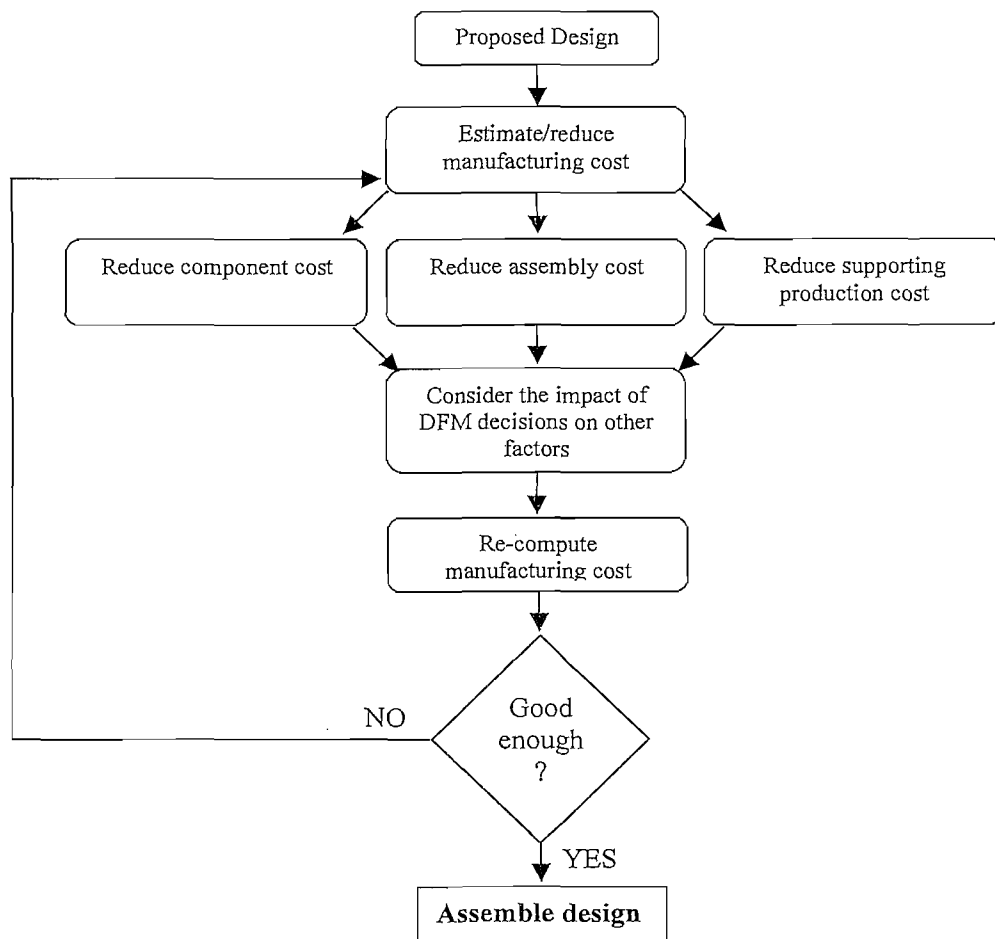 Proposed Design
Estimate/reduce
manufacturing cost
Reduce component cost
Reduce assembly cost
Reduce supporting
production cost
Consider the impact of
DFM decisions on other
factors
Re-compute
manufacturing cost
Good
enough
?
NO
YES
Assemble design